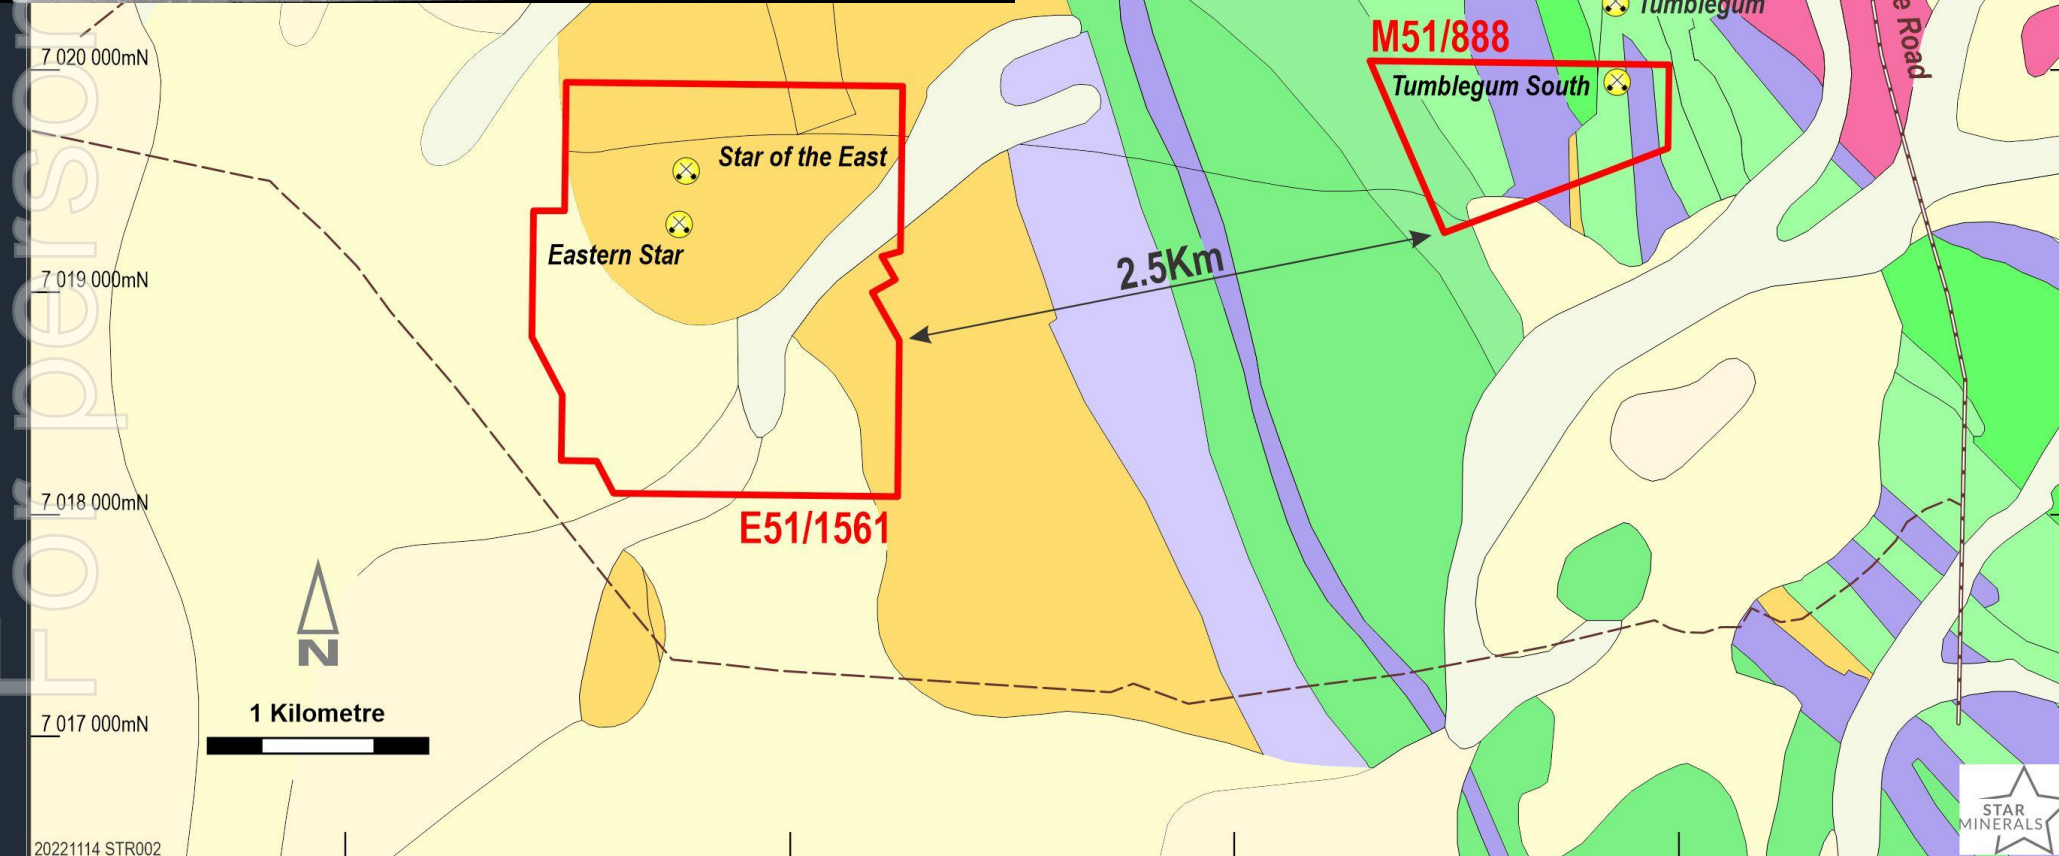 Tumblegum
e Road
7 020 000mN
M51/888
Tumblegum South
Star of the East
Eastern Star
2.5Km
7 019 000mN
7 018 000mN
E51/1561
N
1 Kilometre
7 017 000mN
20221114 STR002
STAR
MINERALS
For person